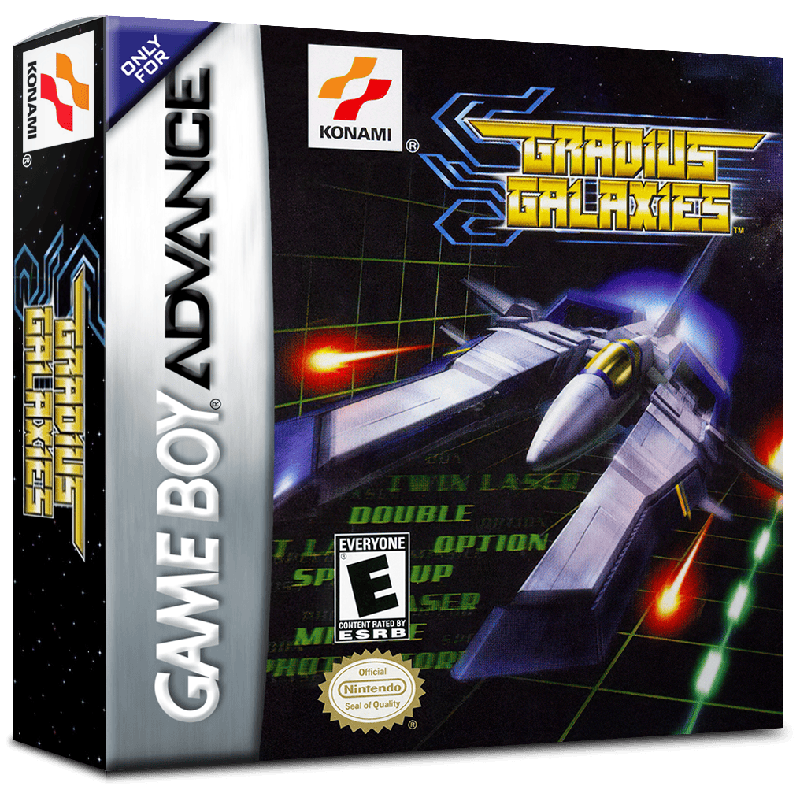 KONAMI
®
GRADIUS
GALAXIES
ONLY
FOR
GAME BOY® ADVANCE
KONAMI
®
GRADIUS
GALAXIES™
TWIN LASER
DOUBLE
OPTION
UP
EVERYONE
E
®
CONTENT RATED BY
ESRB
Official
Nintendo
Seal of Quality
®